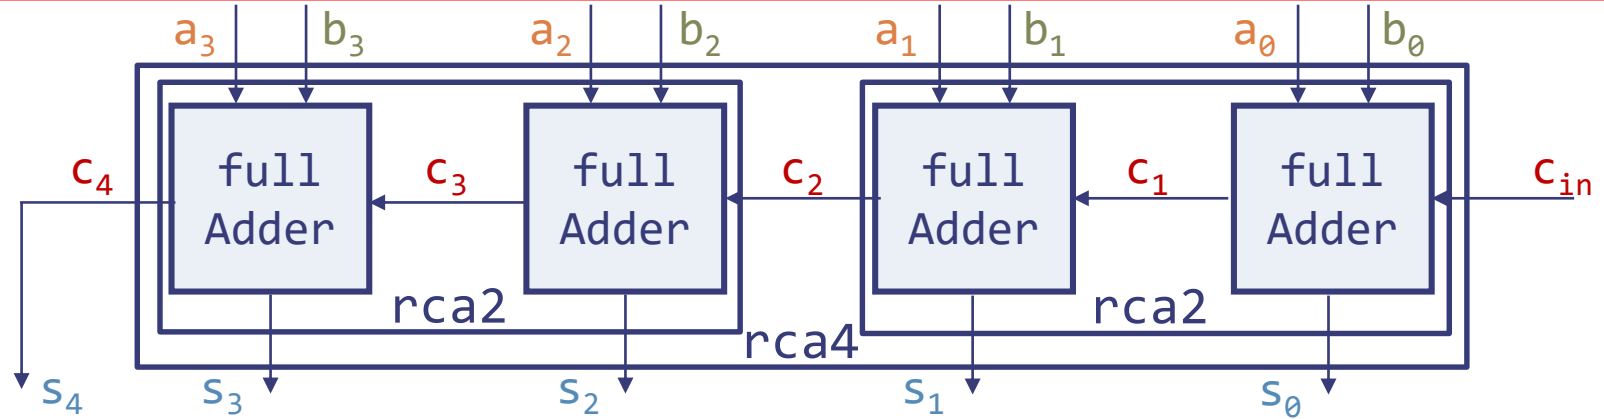 a₃ b₃ a₂ b₂ a₁ b₁ a₀ b₀
c₄ c₃ c₂ c₁ cᵢₙ
full Adder
full Adder
full Adder
full Adder
rca2
rca2
rca4
s₄ s₃ s₂ s₁ s₀